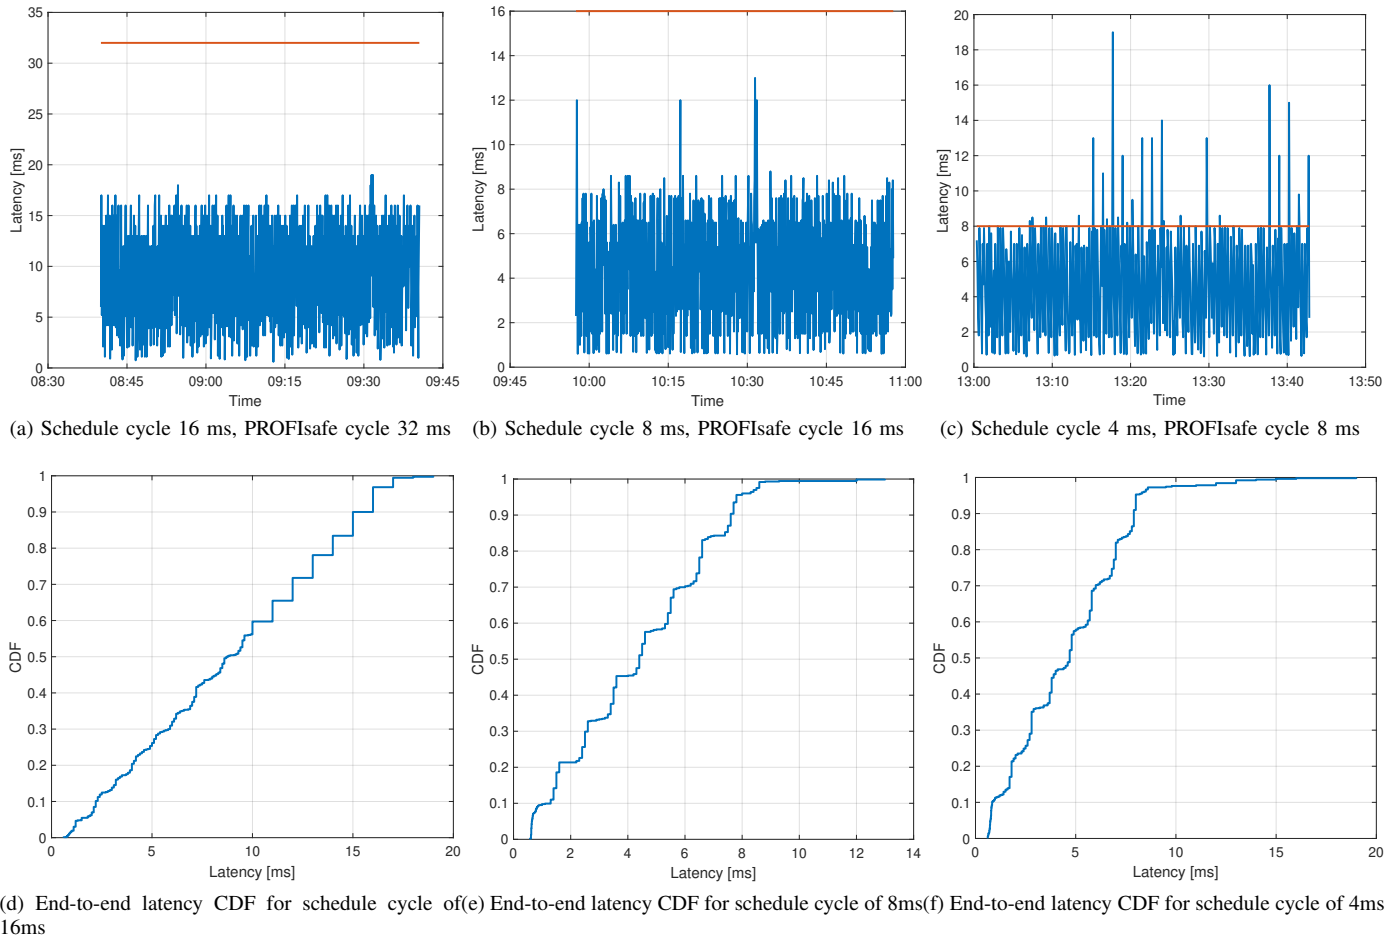 35
30
25
20
15
10
5
0
Latency [ms]
08:30 08:45 09:00 09:15 09:30 09:45
Time
(a) Schedule cycle 16 ms, PROFIsafe cycle 32 ms
16
14
12
10
8
6
4
2
0
Latency [ms]
09:45 10:00 10:15 10:30 10:45 11:00
Time
(b) Schedule cycle 8 ms, PROFIsafe cycle 16 ms
20
18
16
14
12
10
8
6
4
2
0
Latency [ms]
13:00 13:10 13:20 13:30 13:40 13:50
Time
(c) Schedule cycle 4 ms, PROFIsafe cycle 8 ms
1
0.9
0.8
0.7
0.6
0.5
0.4
0.3
0.2
0.1
0
CDF
0 5 10 15 20
Latency [ms]
(d) End-to-end latency CDF for schedule cycle of
16ms
1
0.9
0.8
0.7
0.6
0.5
0.4
0.3
0.2
0.1
0
CDF
0 2 4 6 8 10 12 14
Latency [ms]
(e) End-to-end latency CDF for schedule cycle of 8ms
1
0.9
0.8
0.7
0.6
0.5
0.4
0.3
0.2
0.1
0
CDF
0 5 10 15 20
Latency [ms]
(f) End-to-end latency CDF for schedule cycle of 4ms